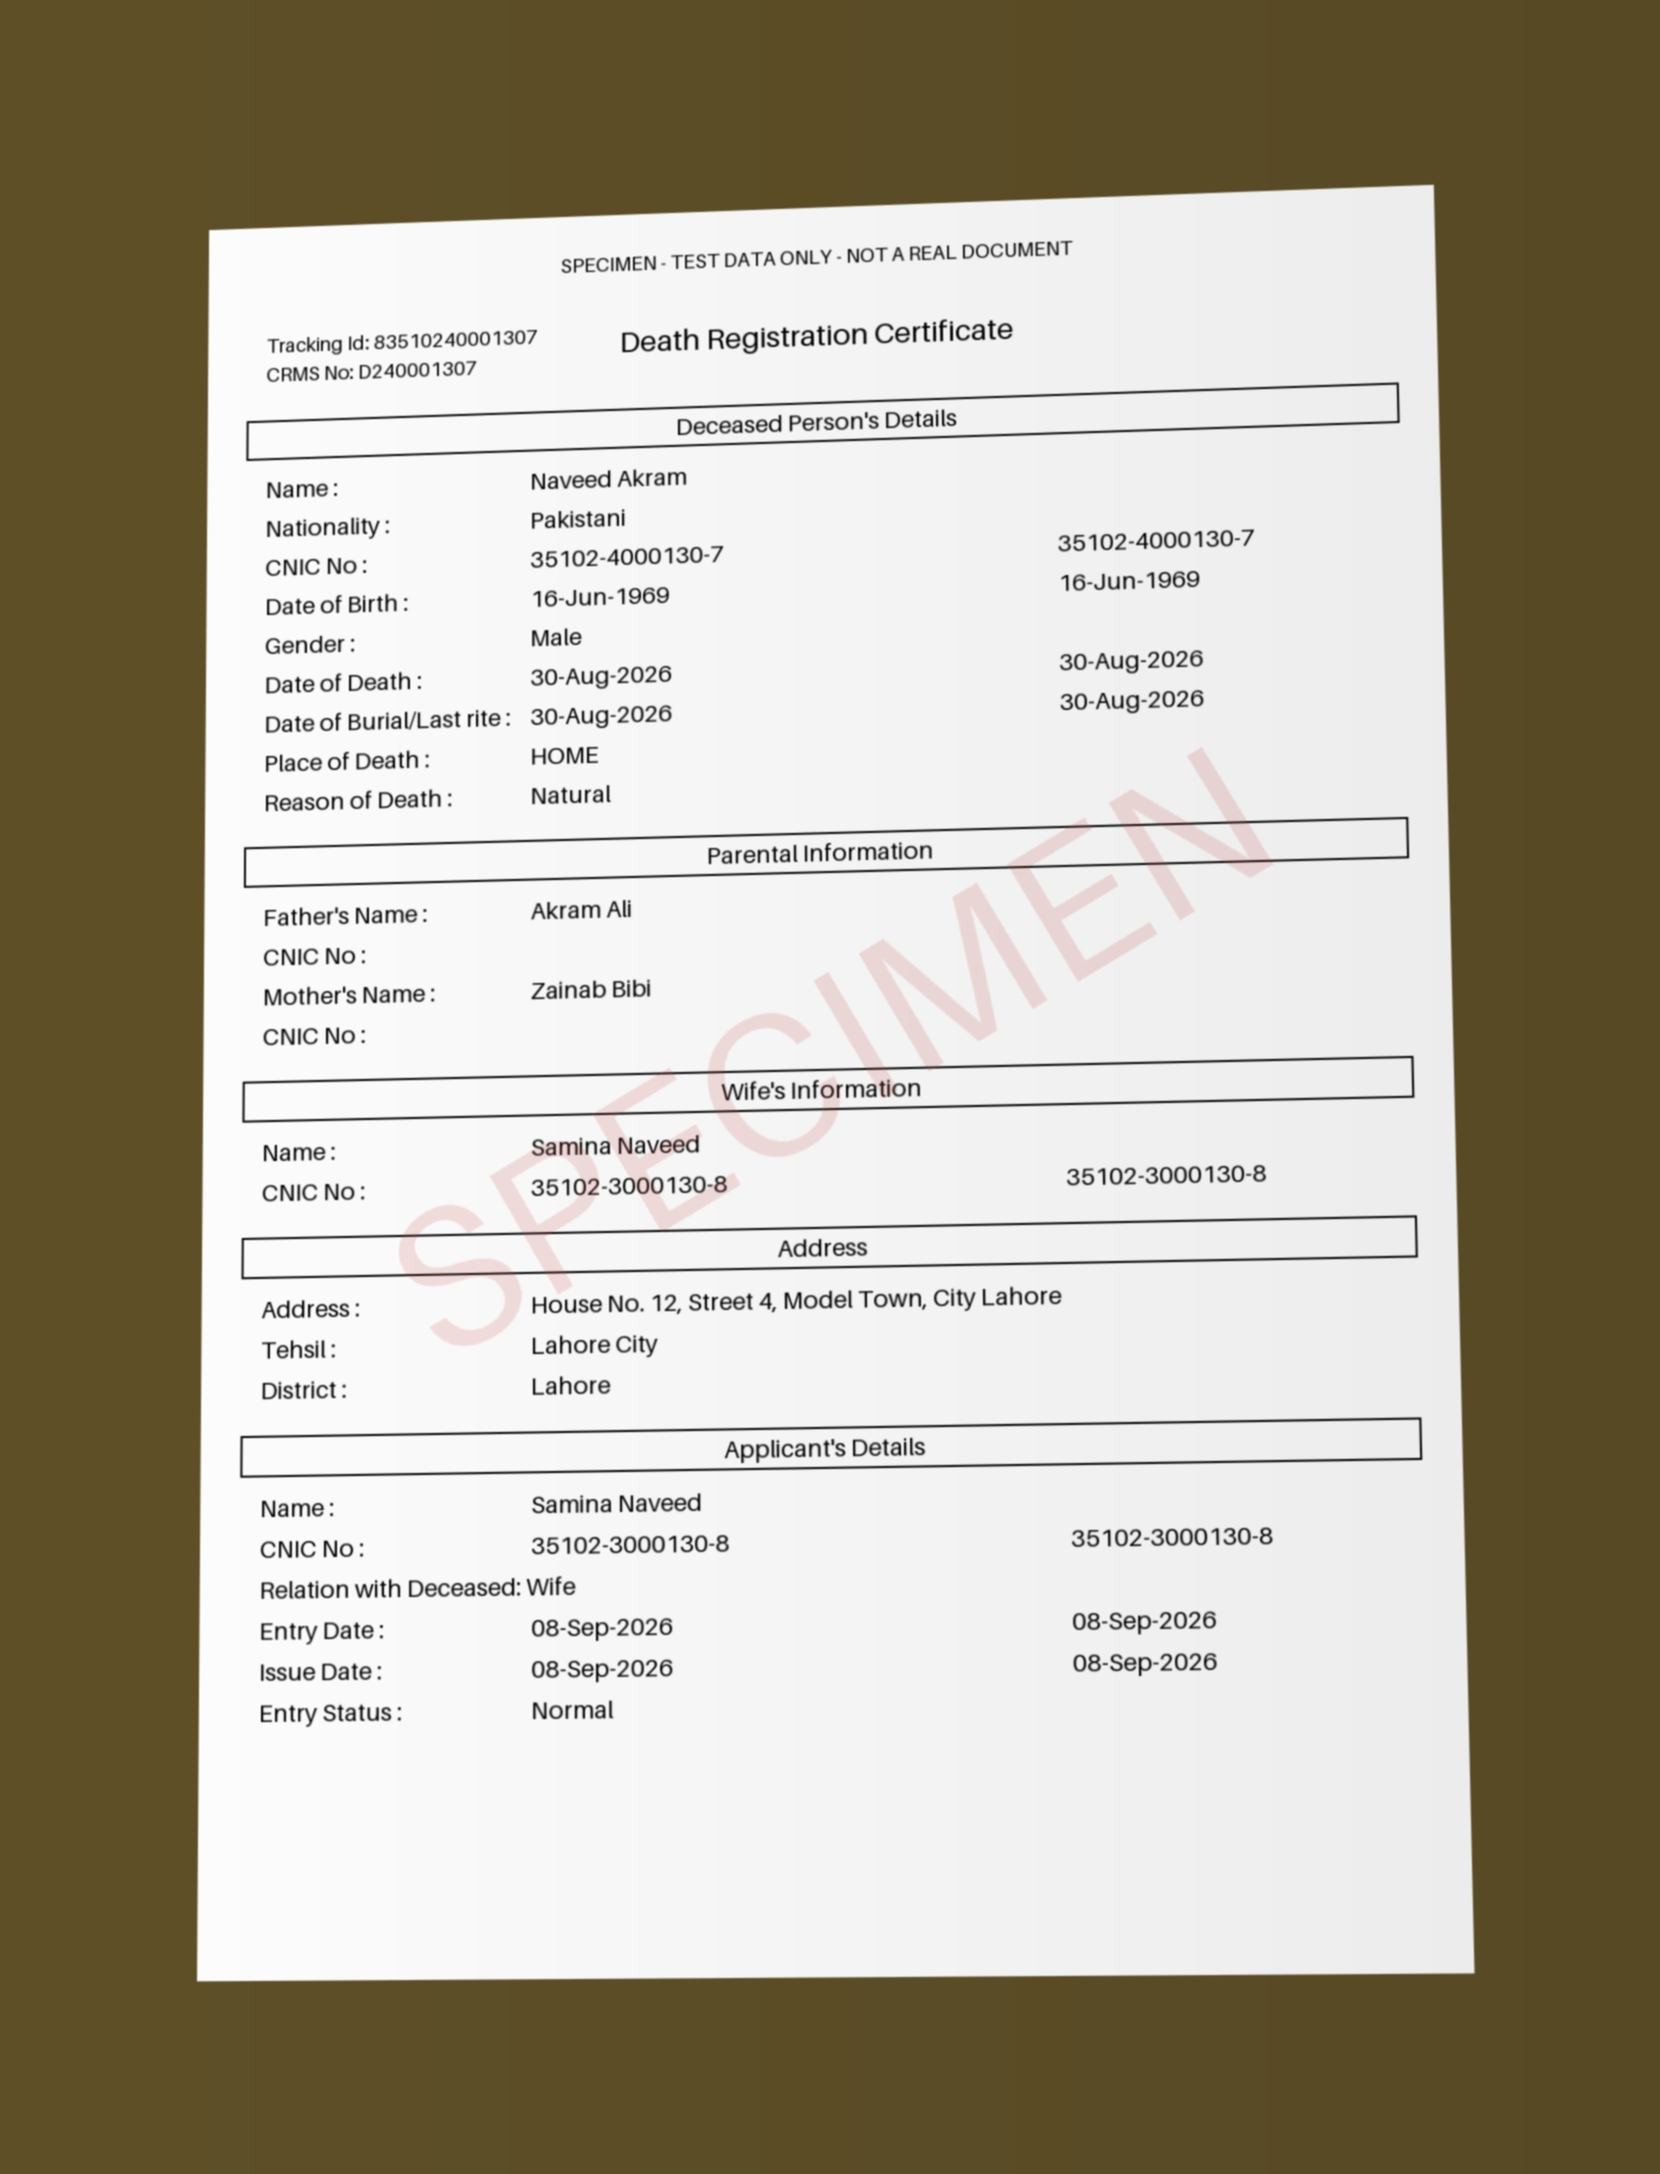 SPECIMEN - TEST DATA ONLY - NOT A REAL DOCUMENT
Tracking Id: 83510240001307
Death Registration Certificate
CRMS No: D240001307
Deceased Person's Details
Name : Naveed Akram
Nationality : Pakistani
CNIC No : 35102-4000130-7 35102-4000130-7
Date of Birth : 16-Jun-1969 16-Jun-1969
Gender : Male
Date of Death : 30-Aug-2026 30-Aug-2026
Date of Burial/Last rite : 30-Aug-2026 30-Aug-2026
Place of Death : HOME
Reason of Death : Natural
Parental Information
Father's Name : Akram Ali
CNIC No :
Mother's Name : Zainab Bibi
CNIC No :
Wife's Information
Name : Samina Naveed
CNIC No : 35102-3000130-8 35102-3000130-8
Address
Address : House No. 12, Street 4, Model Town, City Lahore
Tehsil : Lahore City
District : Lahore
Applicant's Details
Name : Samina Naveed
CNIC No : 35102-3000130-8 35102-3000130-8
Relation with Deceased: Wife
Entry Date : 08-Sep-2026 08-Sep-2026
Issue Date : 08-Sep-2026 08-Sep-2026
Entry Status : Normal
SPECIMEN